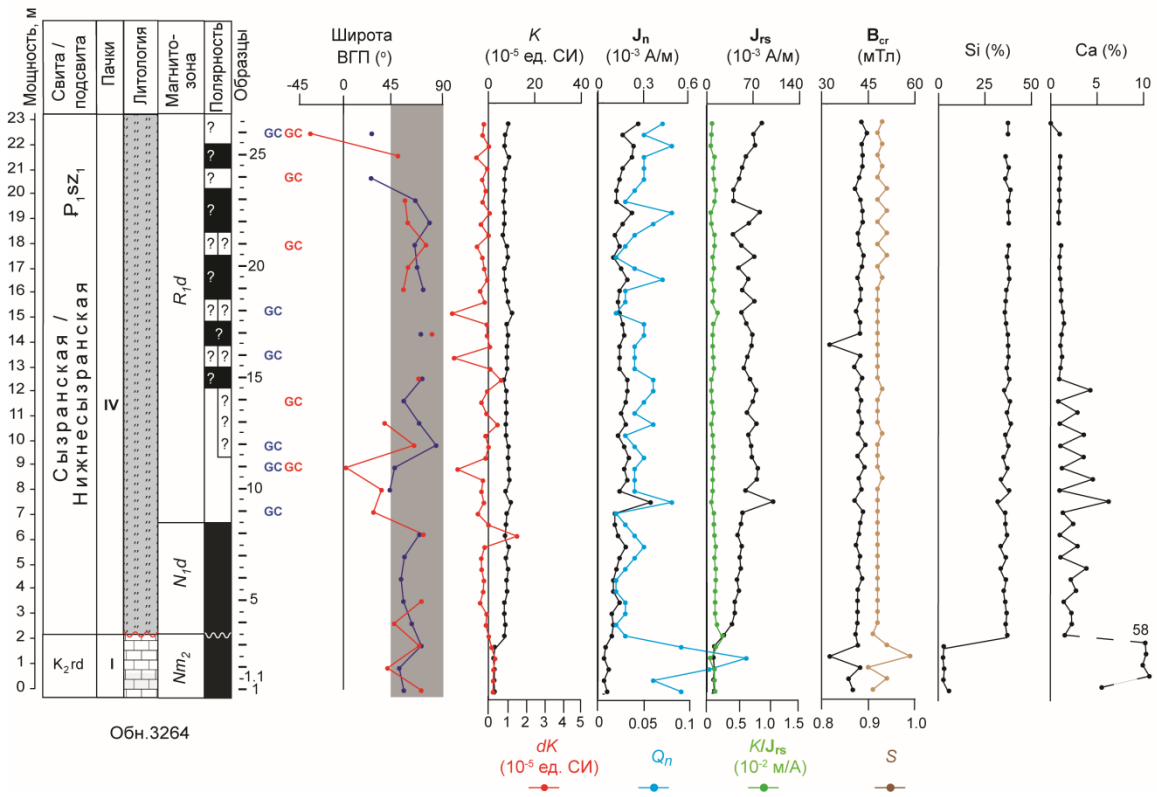 Мощность, м
Свита / подсвита
Пачки
Литология
Магнито-зона
Полярность
Образцы
Широта ВГП (º)
-45 0 45 90
K (10⁻⁵ ед. СИ)
0 20 40
Jn (10⁻³ А/м)
0 0.3 0.6
Jrs (10⁻³ А/м)
0 70 140
Bcr (мТл)
30 45 60
Si (%)
0 50
Ca (%)
0 5 10
23
22
21
20
19
18
17
16
15
14
13
12
11
10
9
8
7
6
5
4
3
2
1
0
Сызранская / Нижнесызранская
P₁sz₁
K₂rd
IV
I
R₁d
N₁d
Nm₂
?
?
?
?
? ?
?
? ?
?
? ?
?
?
?
?
25
20
15
10
5
1.1
1
GC GC
GC
GC
GC
GC
GC
GC
GC GC
GC
58
0 1 2 3 4 5
0 0.05 0.1
0 0.5 1.5
0.8 0.9 1.0
dK
(10⁻⁵ ед. СИ)
Qn
K/Jrs
(10⁻² м/А)
S
Обн.3264